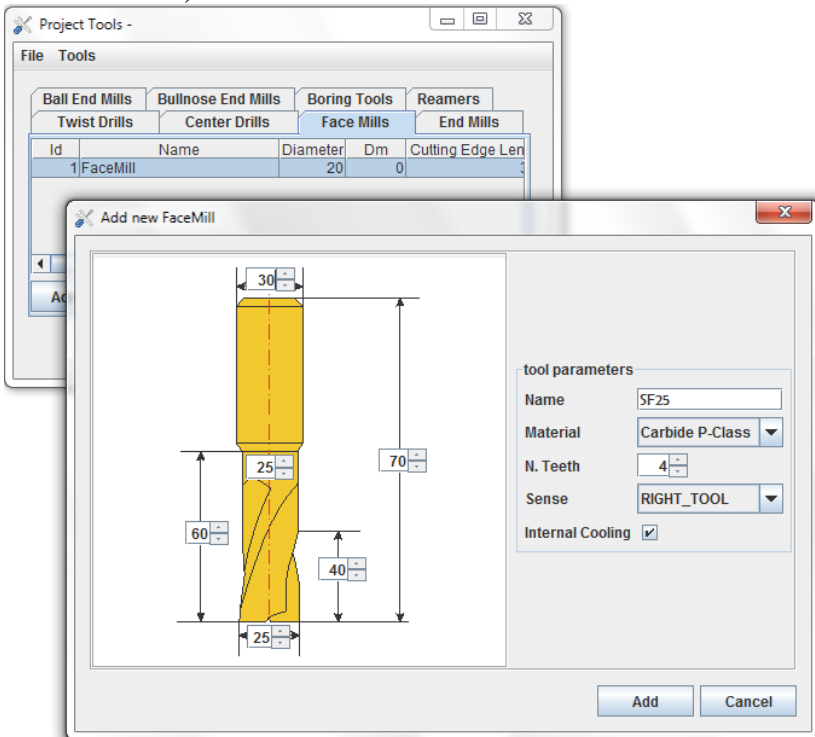 Project Tools -
File Tools
Ball End Mills Bullnose End Mills Boring Tools Reamers
Twist Drills Center Drills Face Mills End Mills
Id Name Diameter Dm Cutting Edge Len
1 FaceMill 20 0
Add new FaceMill
30
25
70
60
40
25
tool parameters
Name SF25
Material Carbide P-Class
N. Teeth 4
Sense RIGHT_TOOL
Internal Cooling
Add Cancel